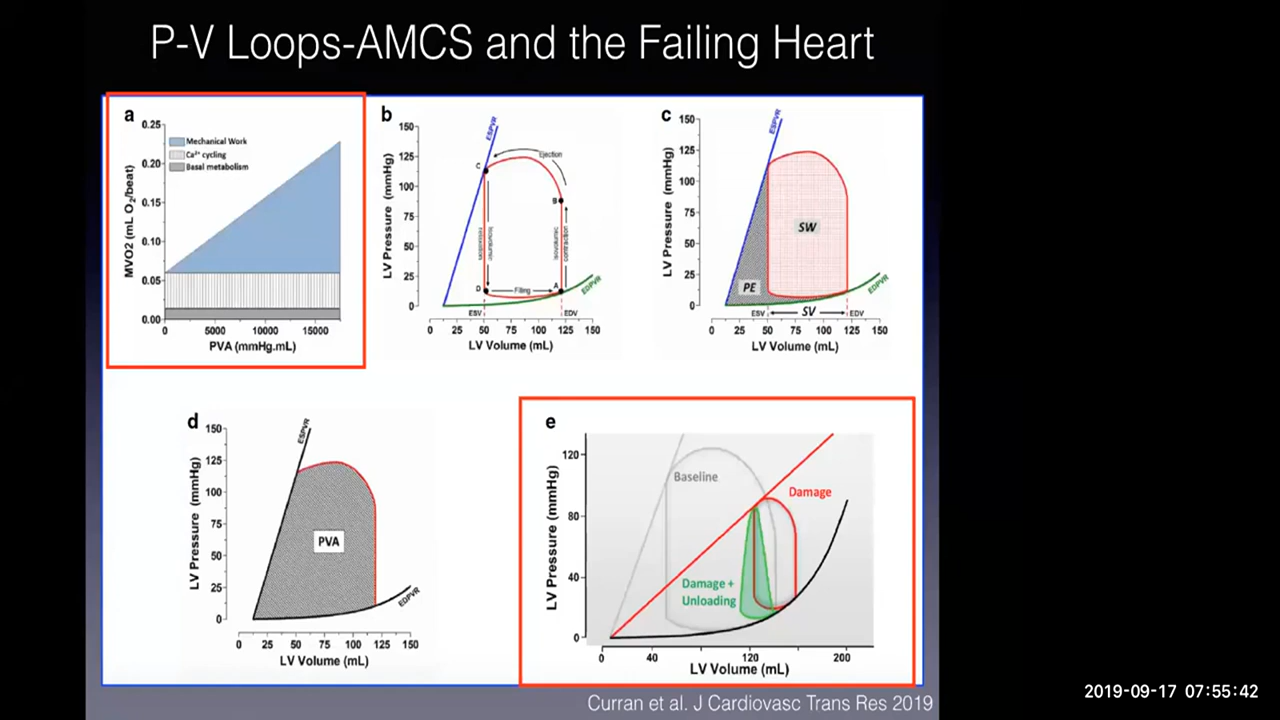 P-V Loops-AMCS and the Failing Heart
a
0.25
0.20
0.15
0.10
0.05
0.00
MVO2 (mL O₂/beat)
Mechanical Work
Ca²⁺ cycling
Basal metabolism
0 5000 10000 15000
PVA (mmHg.mL)
b
150
125
100
75
50
25
0
LV Pressure (mmHg)
ESPVR
Ejection
C
B
Isovolumic relaxation
Isovolumic contraction
D
Filling
A
EDPVR
ESV
EDV
0 25 50 75 100 125 150
LV Volume (mL)
c
150
125
100
75
50
25
0
LV Pressure (mmHg)
ESPVR
SW
PE
EDPVR
ESV
SV
EDV
0 25 50 75 100 125 150
LV Volume (mL)
d
150
125
100
75
50
25
0
LV Pressure (mmHg)
ESPVR
PVA
EDPVR
0 25 50 75 100 125 150
LV Volume (mL)
e
120
80
40
0
LV Pressure (mmHg)
Baseline
Damage
Damage +
Unloading
0 40 120 200
LV Volume (mL)
Curran et al. J Cardiovasc Trans Res 2019
2019-09-17 07:55:42